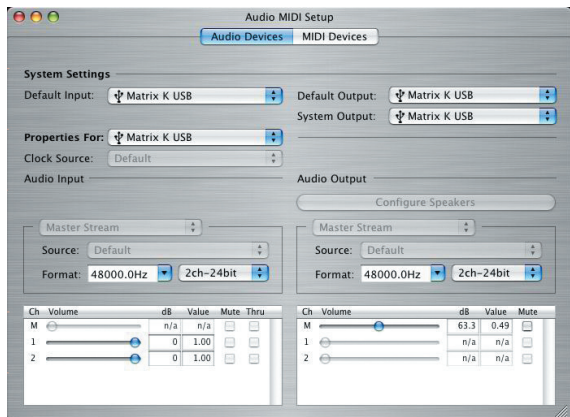 Audio MIDI Setup
Audio Devices MIDI Devices
System Settings
Default Input: Matrix K USB
Default Output: Matrix K USB
System Output: Matrix K USB
Properties For: Matrix K USB
Clock Source: Default
Audio Input
Audio Output
Configure Speakers
Master Stream
Source: Default
Format: 48000.0Hz 2ch-24bit
Master Stream
Source: Default
Format: 48000.0Hz 2ch-24bit
Ch Volume dB Value Mute Thru
M n/a n/a
1 0 1.00
2 0 1.00
Ch Volume dB Value Mute
M 63.3 0.49
1 n/a n/a
2 n/a n/a